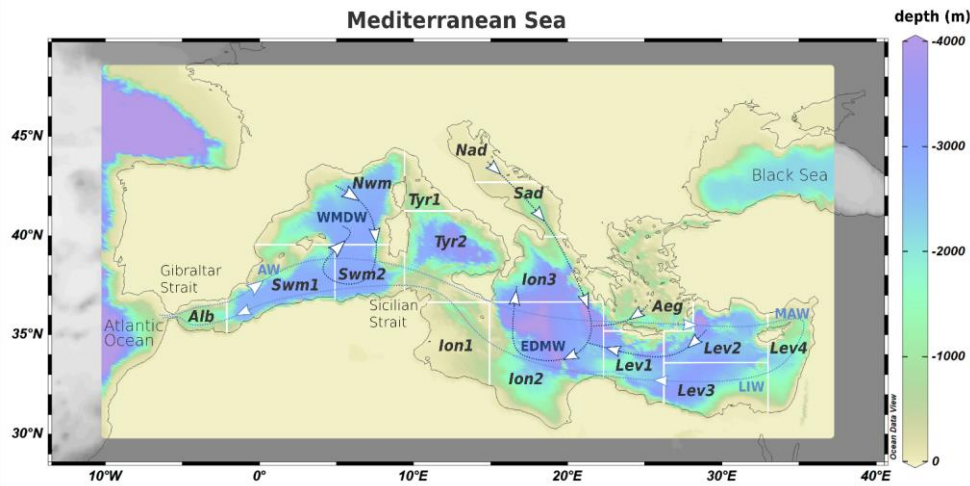 Mediterranean Sea
depth (m)
-4000
-3000
-2000
-1000
0
45°N
40°N
35°N
30°N
10°W
0°
10°E
20°E
30°E
40°E
Nad
Sad
Nwm
Tyr1
Black Sea
WMDW
Tyr2
Gibraltar
Strait
AW
Swm1
Swm2
Ion3
Sicilian
Strait
Aeg
Atlantic
Ocean
Alb
MAW
Ion1
EDMW
Lev1
Lev2
Lev4
Ion2
Lev3
LIW
Ocean Data View